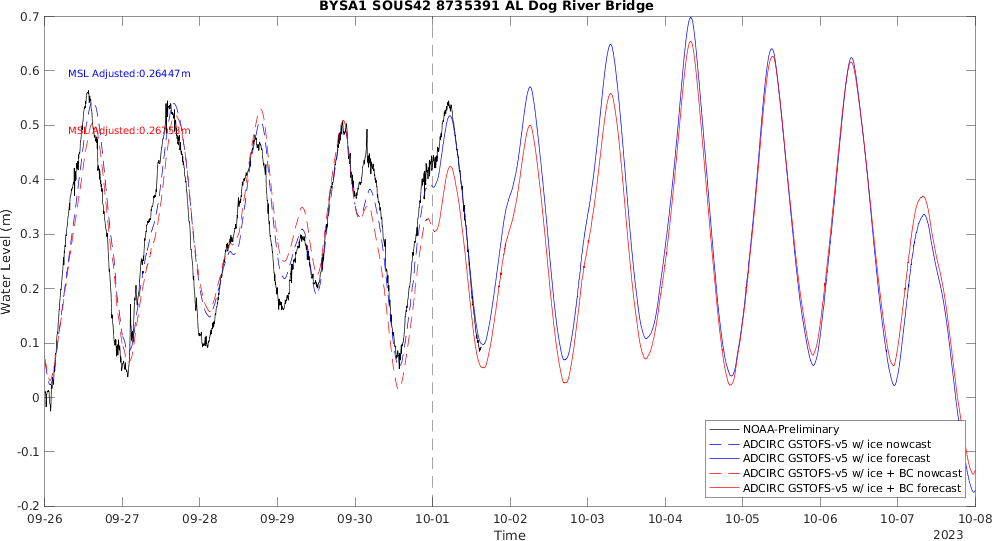 BYSA1 SOUS42 8735391 AL Dog River Bridge
MSL Adjusted:0.26447m
MSL Adjusted:0.26753m
Water Level (m)
0.7
0.6
0.5
0.4
0.3
0.2
0.1
0
-0.1
-0.2
NOAA-Preliminary
ADCIRC GSTOFS-v5 w/ ice nowcast
ADCIRC GSTOFS-v5 w/ ice forecast
ADCIRC GSTOFS-v5 w/ ice + BC nowcast
ADCIRC GSTOFS-v5 w/ ice + BC forecast
09-26 09-27 09-28 09-29 09-30 10-01 10-02 10-03 10-04 10-05 10-06 10-07 10-08
Time
2023